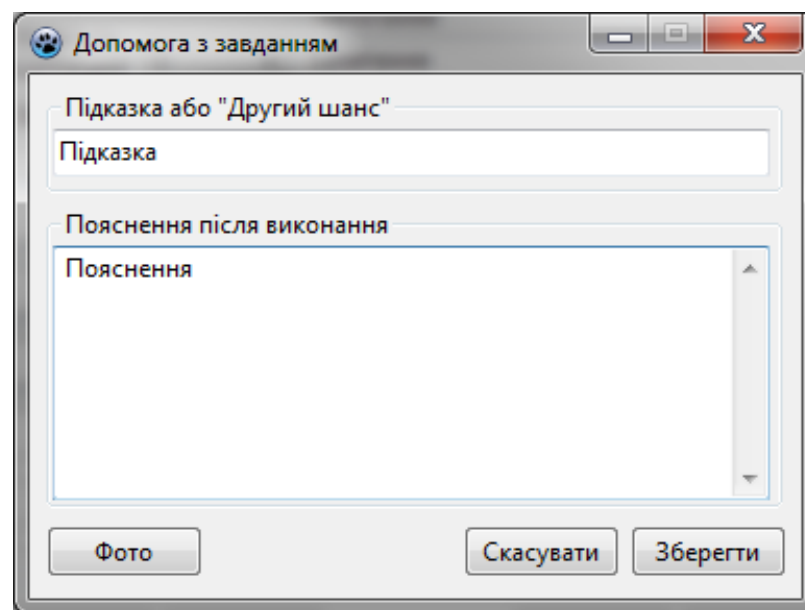 Допомога з завданням
Підказка або "Другий шанс"
Підказка
Пояснення після виконання
Пояснення
Фото
Скасувати
Зберегти